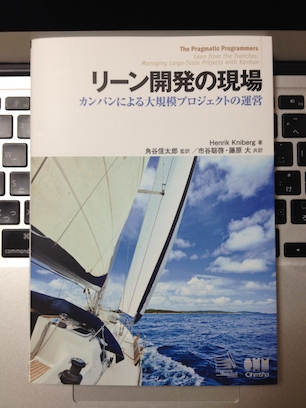 The Pragmatic Programmers
Lean from the Trenches:
Managing Large-Scale Projects with Kanban
リーン開発の現場
カンバンによる大規模プロジェクトの運営
Henrik Kniberg 著
角谷信太郎 監訳／市谷聡啓・藤原 大 共訳
Ohmsha